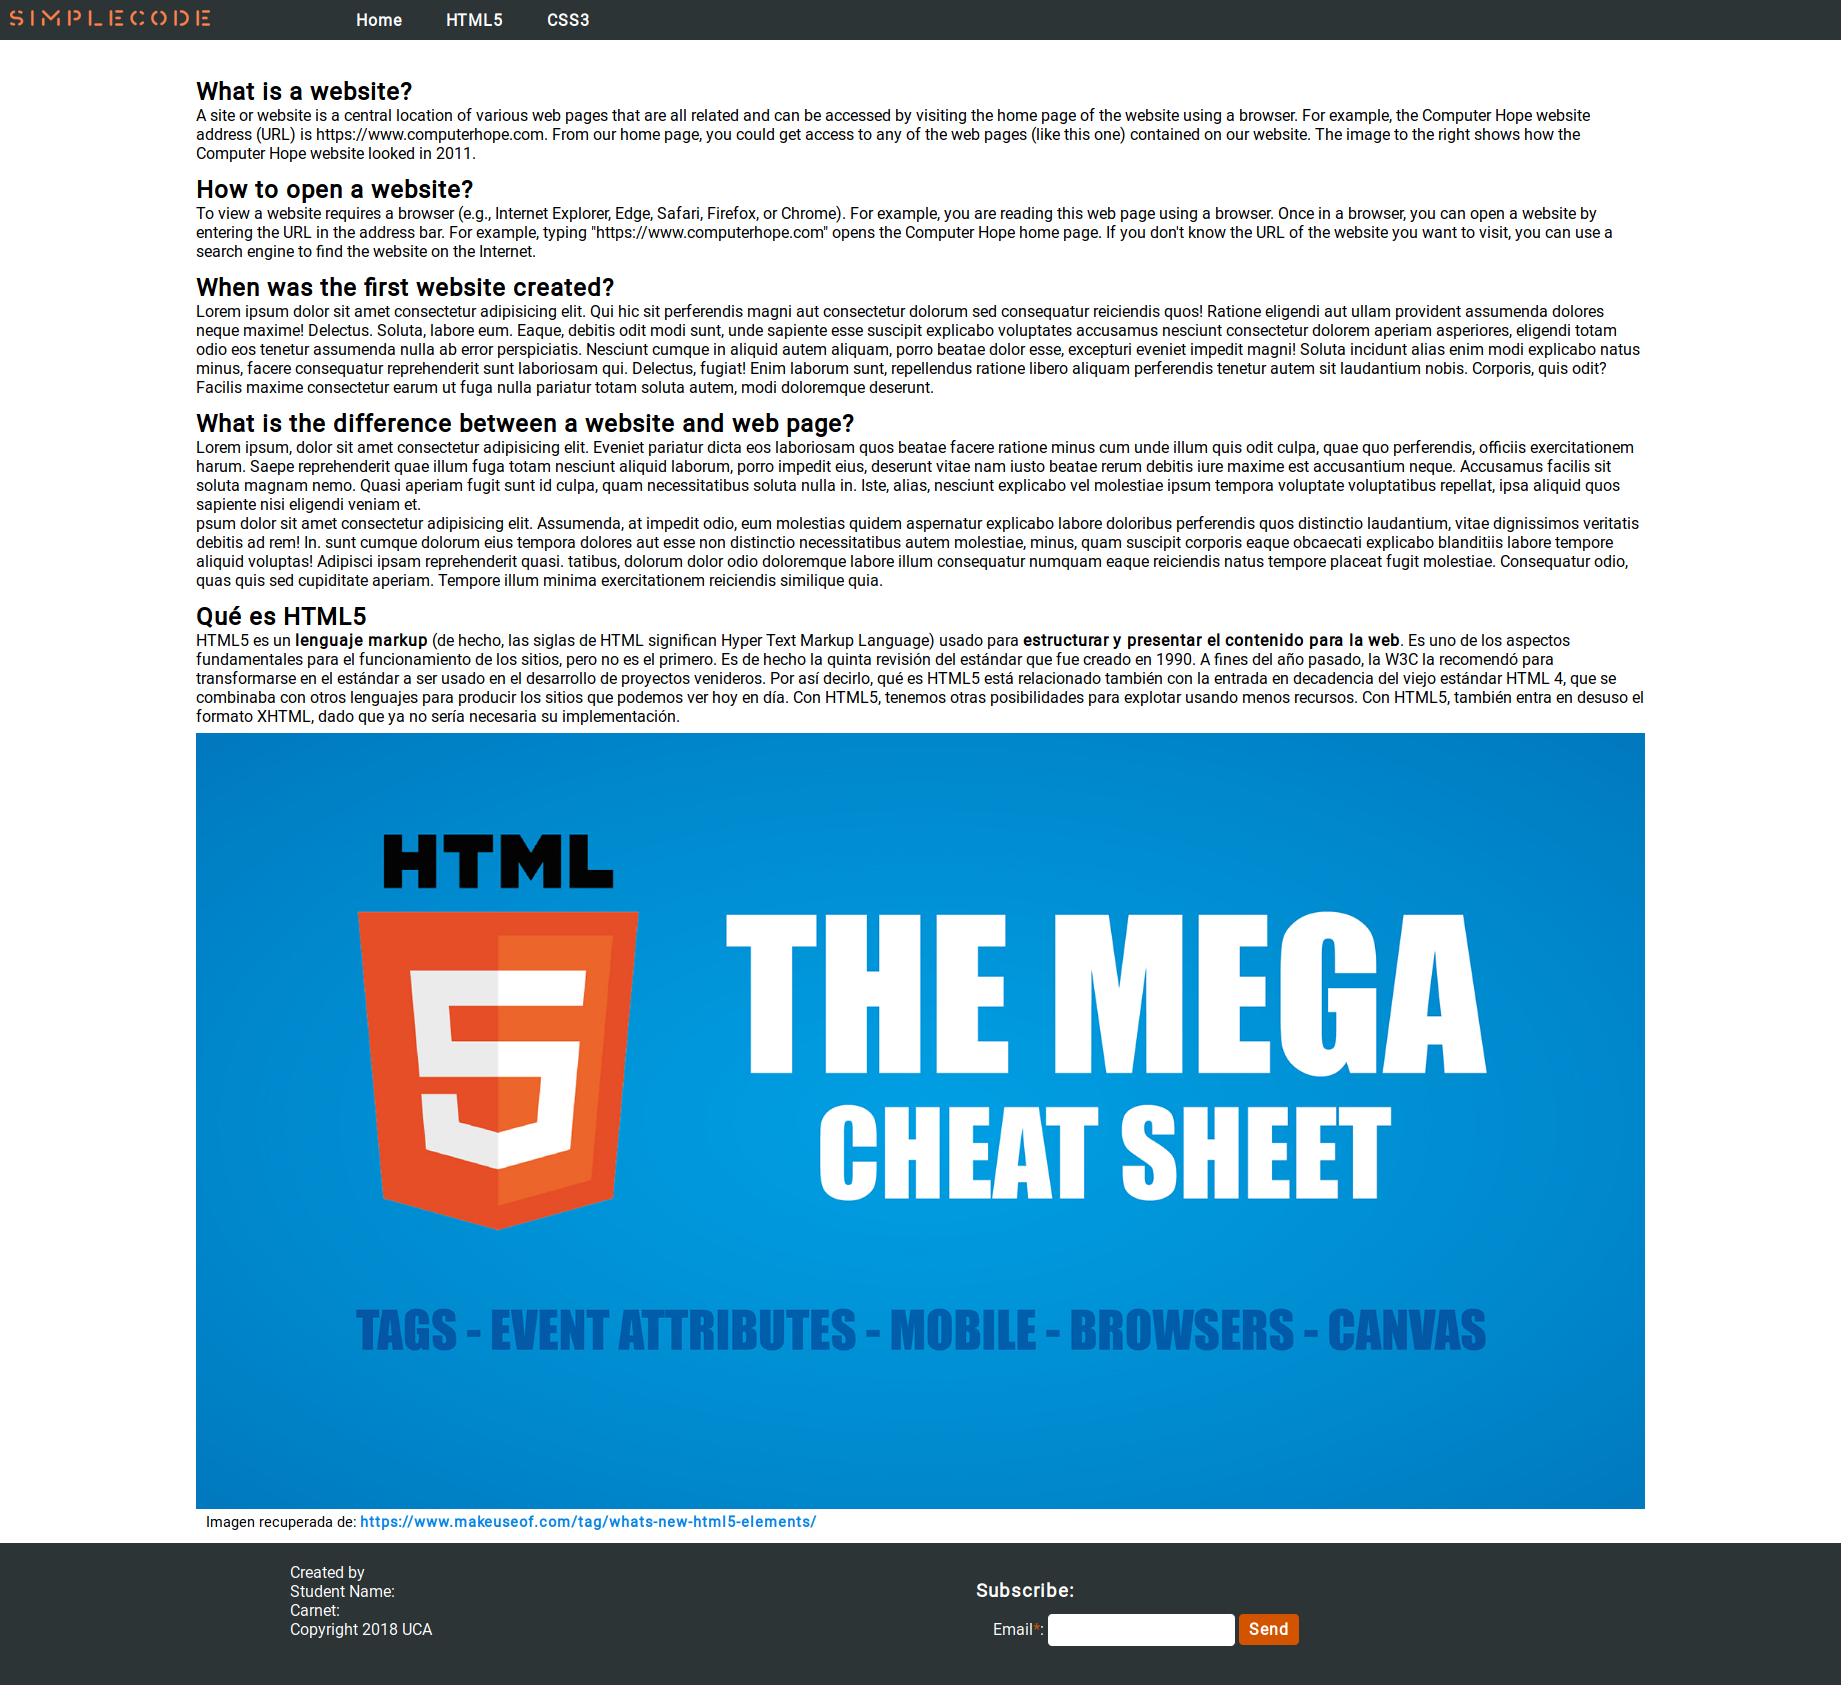 SIMPLECODE
Home HTML5 CSS3
What is a website?
A site or website is a central location of various web pages that are all related and can be accessed by visiting the home page of the website using a browser. For example, the Computer Hope website
address (URL) is https://www.computerhope.com. From our home page, you could get access to any of the web pages (like this one) contained on our website. The image to the right shows how the
Computer Hope website looked in 2011.
How to open a website?
To view a website requires a browser (e.g., Internet Explorer, Edge, Safari, Firefox, or Chrome). For example, you are reading this web page using a browser. Once in a browser, you can open a website by
entering the URL in the address bar. For example, typing "https://www.computerhope.com" opens the Computer Hope home page. If you don't know the URL of the website you want to visit, you can use a
search engine to find the website on the Internet.
When was the first website created?
Lorem ipsum dolor sit amet consectetur adipisicing elit. Qui hic sit perferendis magni aut consectetur dolorum sed consequatur reiciendis quos! Ratione eligendi aut ullam provident assumenda dolores
neque maxime! Delectus. Soluta, labore eum. Eaque, debitis odit modi sunt, unde sapiente esse suscipit explicabo voluptates accusamus nesciunt consectetur dolorem aperiam asperiores, eligendi totam
odio eos tenetur assumenda nulla ab error perspiciatis. Nesciunt cumque in aliquid autem aliquam, porro beatae dolor esse, excepturi eveniet impedit magni! Soluta incidunt alias enim modi explicabo natus
minus, facere consequatur reprehenderit sunt laboriosam qui. Delectus, fugiat! Enim laborum sunt, repellendus ratione libero aliquam perferendis tenetur autem sit laudantium nobis. Corporis, quis odit?
Facilis maxime consectetur earum ut fuga nulla pariatur totam soluta autem, modi doloremque deserunt.
What is the difference between a website and web page?
Lorem ipsum, dolor sit amet consectetur adipisicing elit. Eveniet pariatur dicta eos laboriosam quos beatae facere ratione minus cum unde illum quis odit culpa, quae quo perferendis, officiis exercitationem
harum. Saepe reprehenderit quae illum fuga totam nesciunt aliquid laborum, porro impedit eius, deserunt vitae nam iusto beatae rerum debitis iure maxime est accusantium neque. Accusamus facilis sit
soluta magnam nemo. Quasi aperiam fugit sunt id culpa, quam necessitatibus soluta nulla in. Iste, alias, nesciunt explicabo vel molestiae ipsum tempora voluptate voluptatibus repellat, ipsa aliquid quos
sapiente nisi eligendi veniam et.
psum dolor sit amet consectetur adipisicing elit. Assumenda, at impedit odio, eum molestias quidem aspernatur explicabo labore doloribus perferendis quos distinctio laudantium, vitae dignissimos veritatis
debitis ad rem! In. sunt cumque dolorum eius tempora dolores aut esse non distinctio necessitatibus autem molestiae, minus, quam suscipit corporis eaque obcaecati explicabo blanditiis labore tempore
aliquid voluptas! Adipisci ipsam reprehenderit quasi. tatibus, dolorum dolor odio doloremque labore illum consequatur numquam eaque reiciendis natus tempore placeat fugit molestiae. Consequatur odio,
quas quis sed cupiditate aperiam. Tempore illum minima exercitationem reiciendis similique quia.
Qué es HTML5
HTML5 es un lenguaje markup (de hecho, las siglas de HTML significan Hyper Text Markup Language) usado para estructurar y presentar el contenido para la web. Es uno de los aspectos
fundamentales para el funcionamiento de los sitios, pero no es el primero. Es de hecho la quinta revisión del estándar que fue creado en 1990. A fines del año pasado, la W3C la recomendó para
transformarse en el estándar a ser usado en el desarrollo de proyectos venideros. Por así decirlo, qué es HTML5 está relacionado también con la entrada en decadencia del viejo estándar HTML 4, que se
combinaba con otros lenguajes para producir los sitios que podemos ver hoy en día. Con HTML5, tenemos otras posibilidades para explotar usando menos recursos. Con HTML5, también entra en desuso el
formato XHTML, dado que ya no sería necesaria su implementación.
HTML
5
THE MEGA
CHEAT SHEET
TAGS - EVENT ATTRIBUTES - MOBILE - BROWSERS - CANVAS
Imagen recuperada de: https://www.makeuseof.com/tag/whats-new-html5-elements/
Created by
Student Name:
Carnet:
Copyright 2018 UCA
Subscribe:
Email*: Send